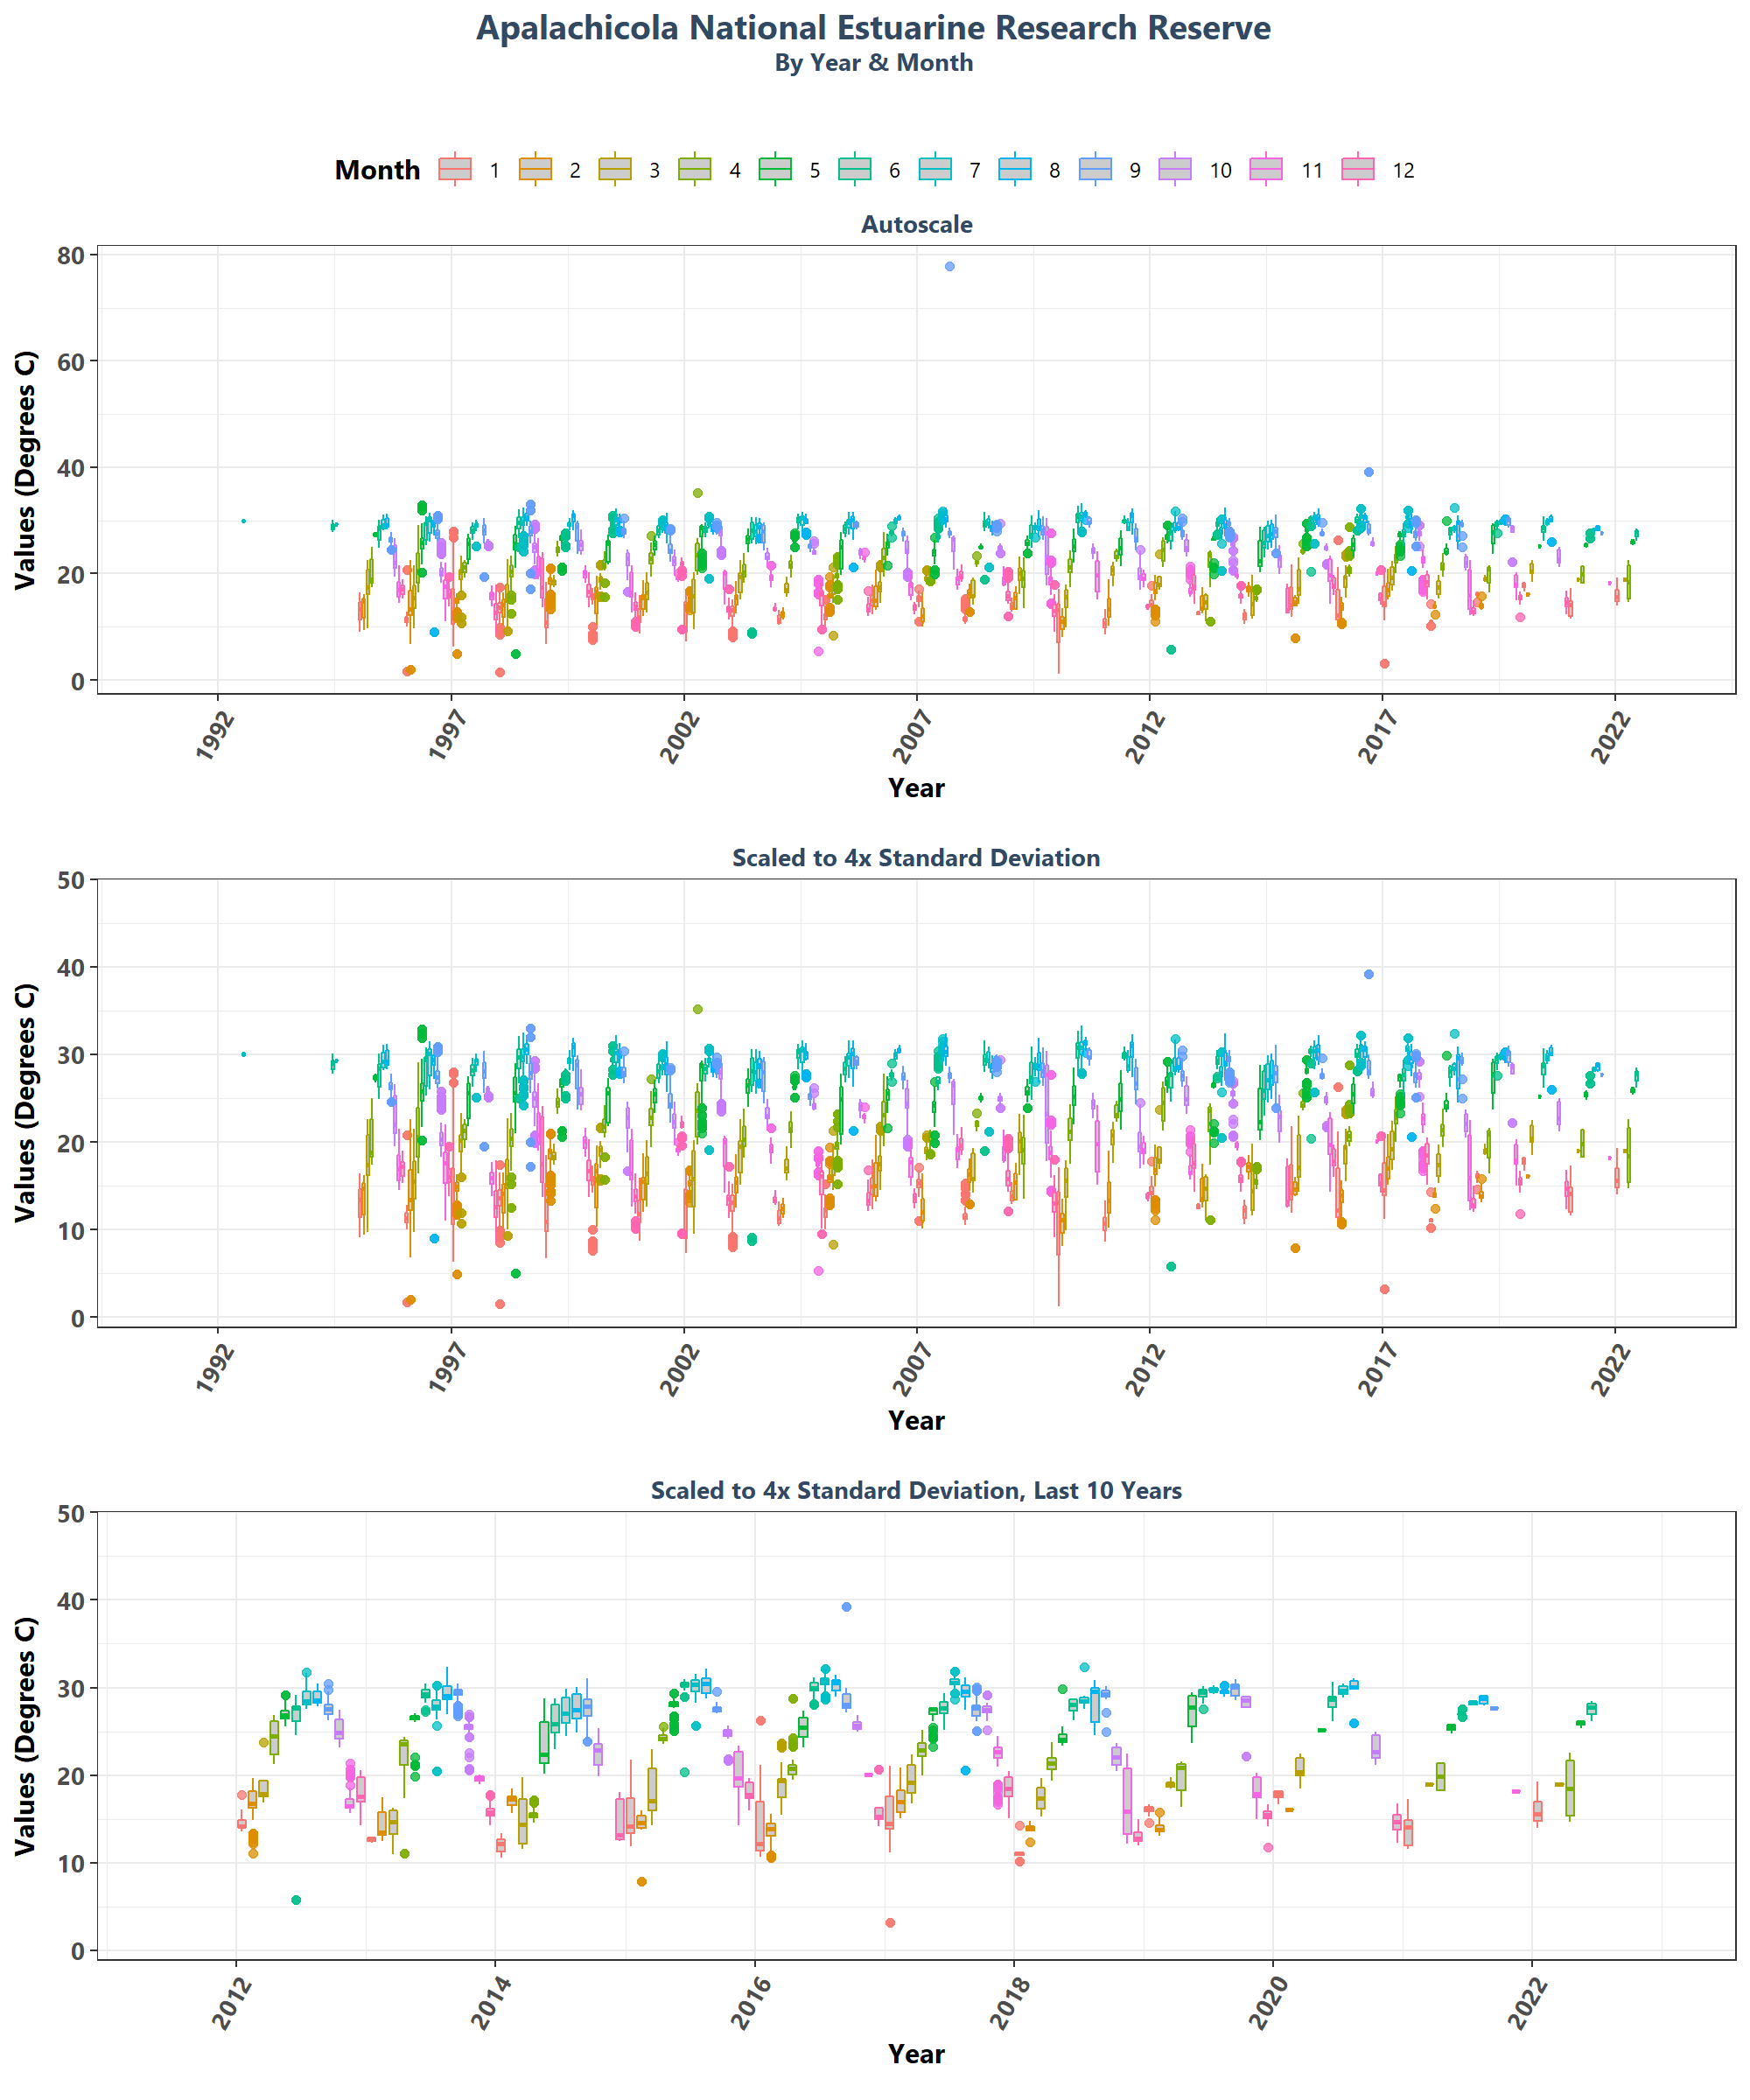 Apalachicola National Estuarine Research Reserve
By Year & Month
Month 1 2 3 4 5 6 7 8 9 10 11 12
Autoscale
80
60
40
20
0
Values (Degrees C)
1992 1997 2002 2007 2012 2017 2022
Year
Scaled to 4x Standard Deviation
50
40
30
20
10
0
Values (Degrees C)
1992 1997 2002 2007 2012 2017 2022
Year
Scaled to 4x Standard Deviation, Last 10 Years
50
40
30
20
10
0
Values (Degrees C)
2012 2014 2016 2018 2020 2022
Year